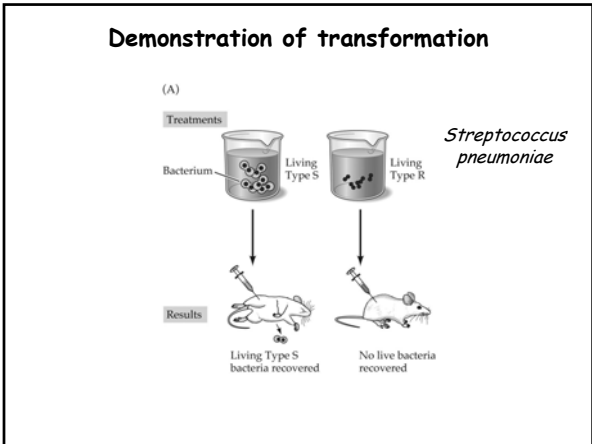 Demonstration of transformation
(A)
Treatments
Streptococcus
pneumoniae
Bacterium
Living
Type S
Living
Type R
Results
Living Type S
bacteria recovered
No live bacteria
recovered